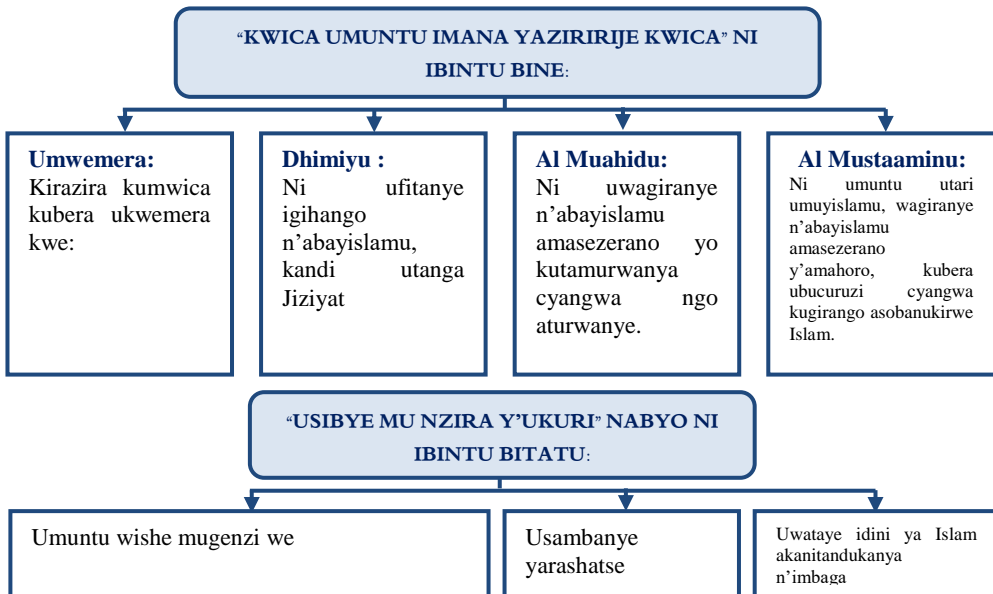 “KWICA UMUNTU IMANA YAZIRIRIJE KWICA” NI
IBINTU BINE:
Umwemera:
Kirazira kumwica
kubera ukwemera
kwe:
Dhimiyu :
Ni ufitanye
igihango
n’abayislamu,
kandi utanga
Jiziyat
Al Muahidu:
Ni uwagiranye
n’abayislamu
amasezerano yo
kutamurwanya
cyangwa ngo
aturwanye.
Al Mustaaminu:
Ni umuntu utari
umuyislamu, wagiranye
n’abayislamu
amasezerano
y’amahoro, kubera
ubucuruzi cyangwa
kugirango asobanukirwe
Islam.
“USIBYE MU NZIRA Y’UKURI” NABYO NI
IBINTU BITATU:
Umuntu wishe mugenzi we
Usambanye
yarashatse
Uwataye idini ya Islam
akanitandukanya
n’imbaga